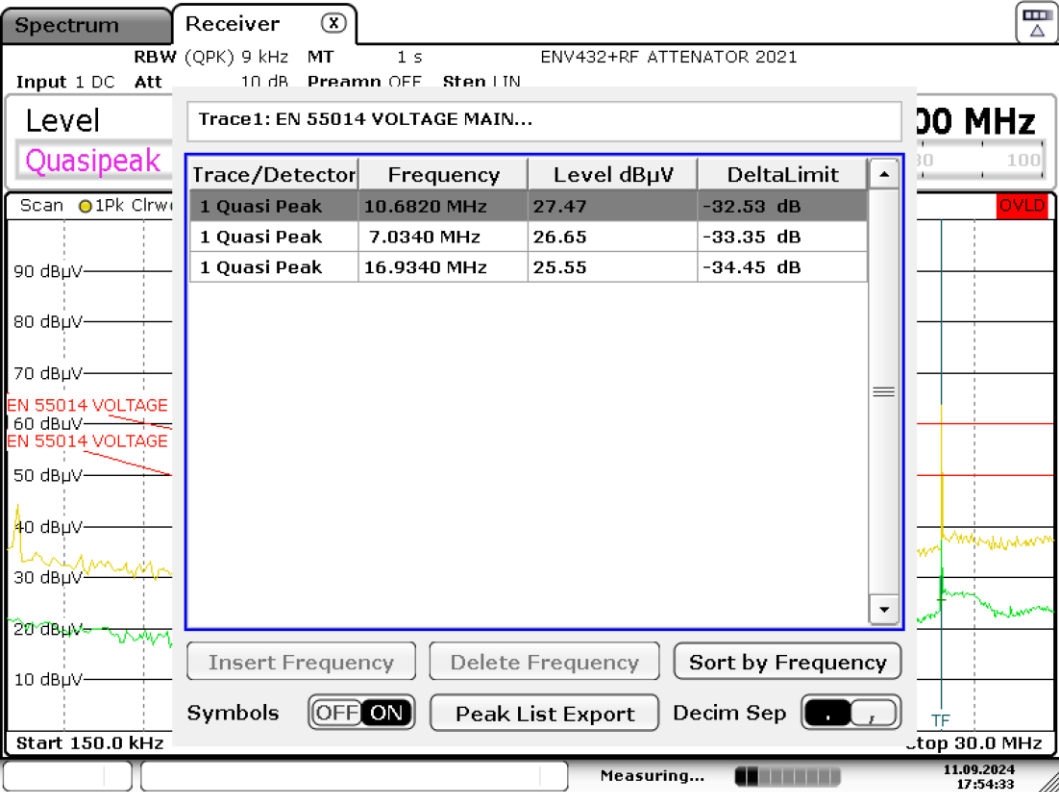 Spectrum Receiver X
RBW (QPK) 9 kHz MT 1 s ENV432+RF ATTENATOR 2021
Input 1 DC Att 10 dB Preamp OFF Step LIN
Level 00 MHz
Quasipeak 30 100
Trace1: EN 55014 VOLTAGE MAIN...
Trace/Detector Frequency Level dBµV DeltaLimit
1 Quasi Peak 10.6820 MHz 27.47 -32.53 dB
1 Quasi Peak 7.0340 MHz 26.65 -33.35 dB
1 Quasi Peak 16.9340 MHz 25.55 -34.45 dB
Scan 1Pk Clrw OVLD
90 dBµV
80 dBµV
70 dBµV
EN 55014 VOLTAGE
60 dBµV
EN 55014 VOLTAGE
50 dBµV
40 dBµV
30 dBµV
20 dBµV
10 dBµV
Insert Frequency Delete Frequency Sort by Frequency
Symbols OFF ON Peak List Export Decim Sep . ,
TF
Start 150.0 kHz Stop 30.0 MHz
Measuring... 11.09.2024
17:54:33